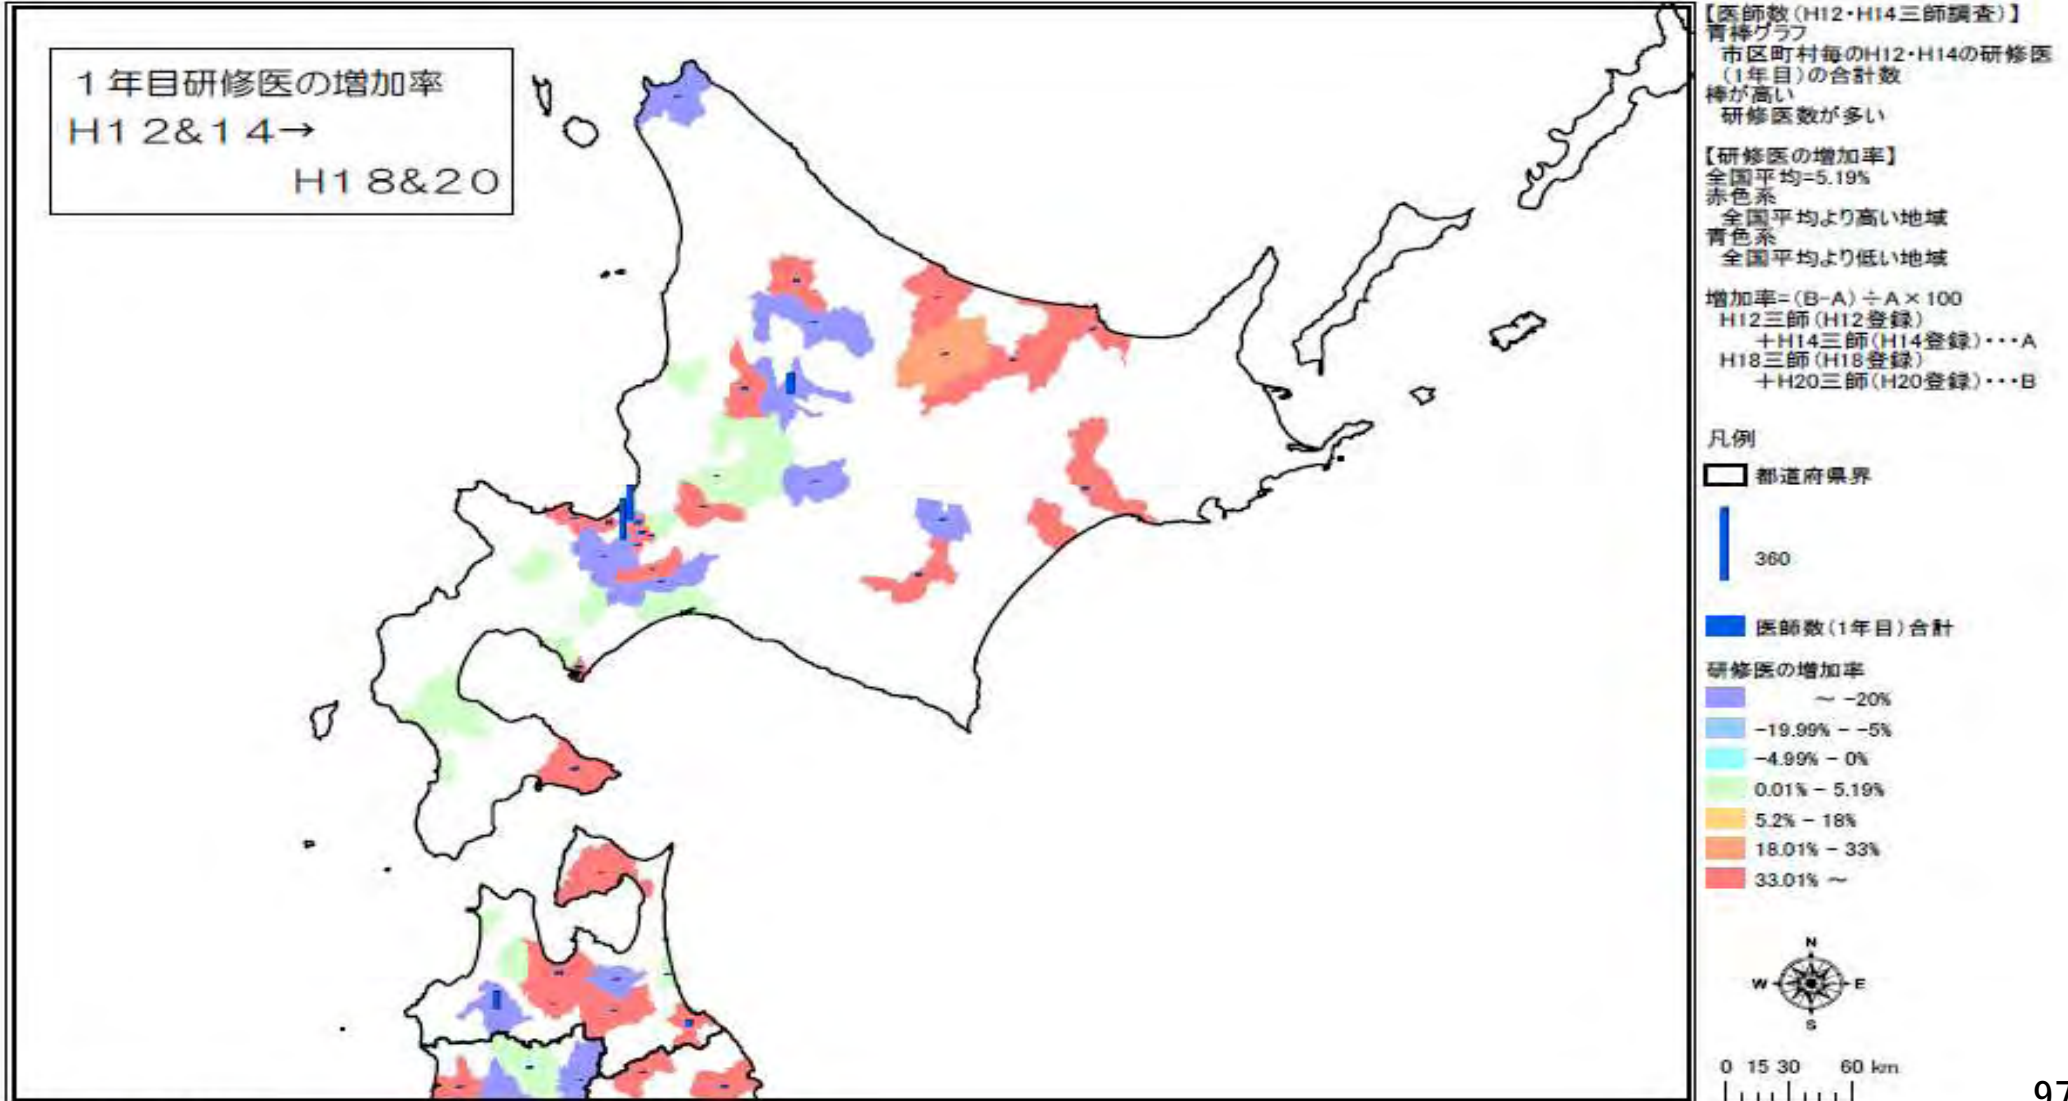 １年目研修医の増加率
H１２&１４→
H１８&２０
【医師数(H12・H14三師調査)】
青棒グラフ
市区町村毎のH12・H14の研修医
(1年目)の合計数
棒が高い
研修医数が多い
【研修医の増加率】
全国平均=5.19%
赤色系
全国平均より高い地域
青色系
全国平均より低い地域
増加率=(B-A)÷A×100
H12三師(H12登録)
＋H14三師(H14登録)・・・A
H18三師(H18登録)
＋H20三師(H20登録)・・・B
凡例
都道府県界
360
医師数(1年目)合計
研修医の増加率
～ -20%
-19.99% - -5%
-4.99% - 0%
0.01% - 5.19%
5.2% - 18%
18.01% - 33%
33.01% ～
N
W E
S
0 15 30 60 km
97